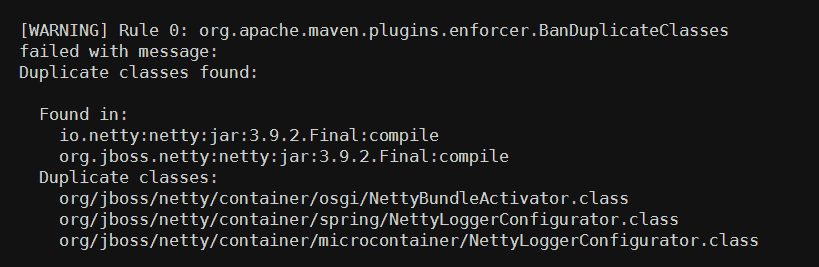 [WARNING] Rule 0: org.apache.maven.plugins.enforcer.BanDuplicateClasses
failed with message:
Duplicate classes found:
Found in:
io.netty:netty:jar:3.9.2.Final:compile
org.jboss.netty:netty:jar:3.9.2.Final:compile
Duplicate classes:
org/jboss/netty/container/osgi/NettyBundleActivator.class
org/jboss/netty/container/spring/NettyLoggerConfigurator.class
org/jboss/netty/container/microcontainer/NettyLoggerConfigurator.class